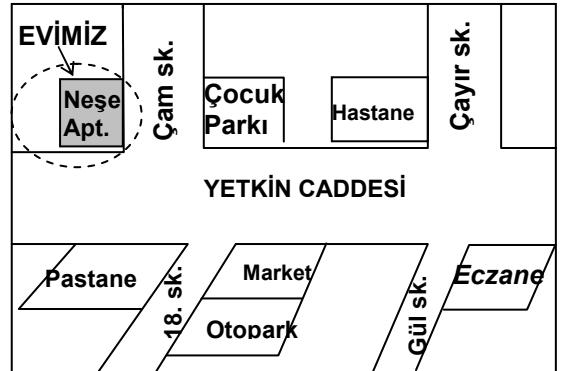 EVİMİZ
Neşe
Apt.
Çam sk.
Çocuk
Parkı
Hastane
Çayır sk.
YETKİN CADDESİ
Pastane
18. sk.
Market
Otopark
Gül sk.
Eczane